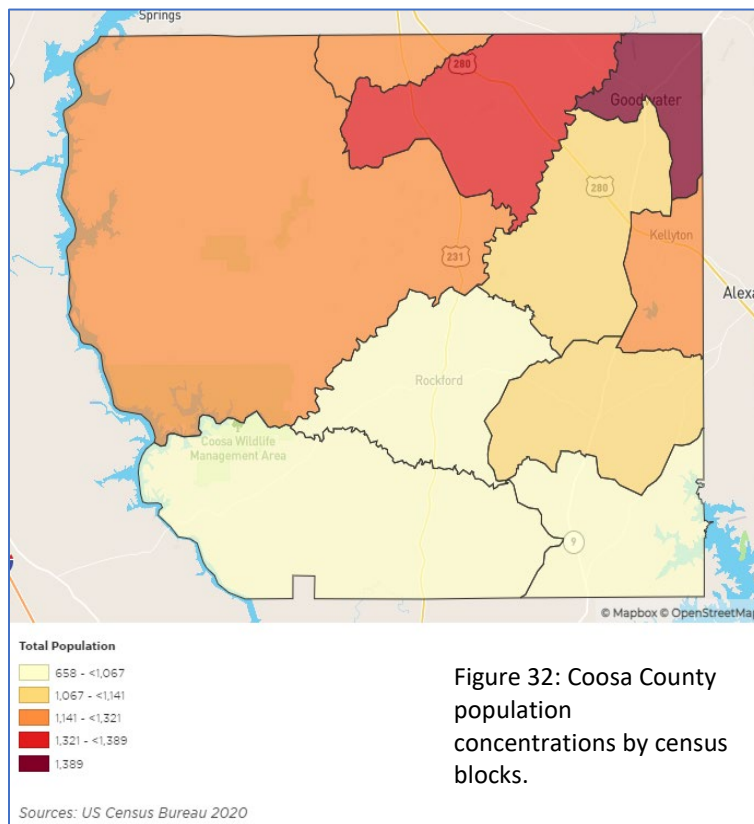 Springs
280
Goodwater
280
Kellyton
231
Alexa
Rockford
Coosa Wildlife
Management Area
9
© Mapbox © OpenStreetMap
Total Population
658 - <1,067
1,067 - <1,141
1,141 - <1,321
1,321 - <1,389
1,389
Figure 32: Coosa County
population
concentrations by census
blocks.
Sources: US Census Bureau 2020